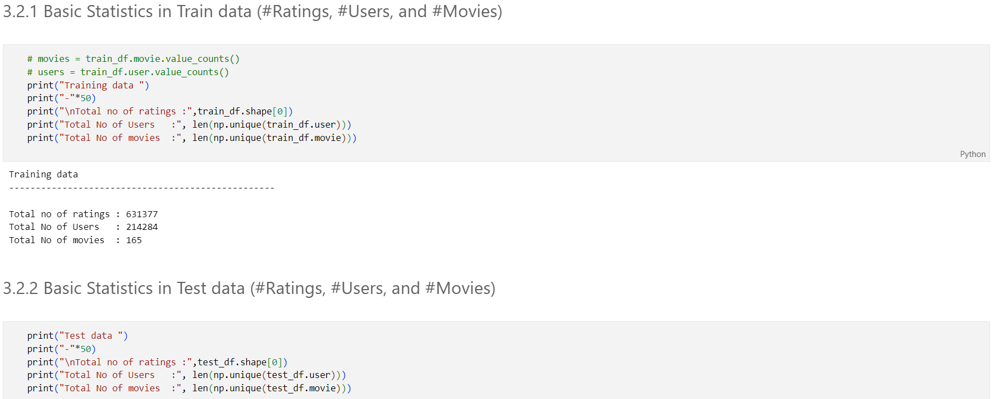 3.2.1 Basic Statistics in Train data (#Ratings, #Users, and #Movies)
# movies = train_df.movie.value_counts()
# users = train_df.user.value_counts()
print("Training data ")
print("-"*50)
print("\nTotal no of ratings :",train_df.shape[0])
print("Total No of Users   :", len(np.unique(train_df.user)))
print("Total No of movies  :", len(np.unique(train_df.movie)))
Python
Training data
--------------------------------------------------
Total no of ratings : 631377
Total No of Users   : 214284
Total No of movies  : 165
3.2.2 Basic Statistics in Test data (#Ratings, #Users, and #Movies)
print("Test data ")
print("-"*50)
print("\nTotal no of ratings :",test_df.shape[0])
print("Total No of Users   :", len(np.unique(test_df.user)))
print("Total No of movies  :", len(np.unique(test_df.movie)))